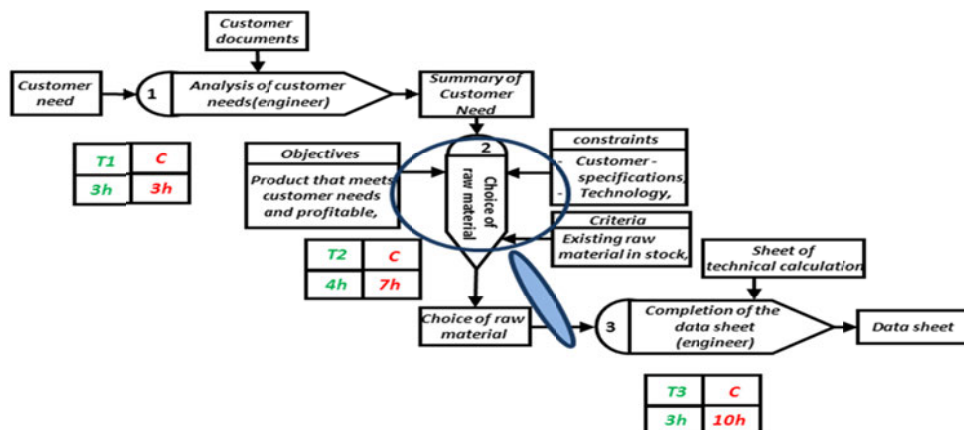 Customer
documents
Customer
need
1
Analysis of customer
needs(engineer)
Summary of
Customer
Need
T1 C
3h 3h
Objectives
Product that meets
customer needs
and profitable,
2
Choice of
raw material
constraints
- Customer -
specifications,
- Technology,
Criteria
Existing raw
material in stock,
T2 C
4h 7h
Sheet of
technical calculation
Choice of raw
material
3
Completion of the
data sheet
(engineer)
Data sheet
T3 C
3h 10h